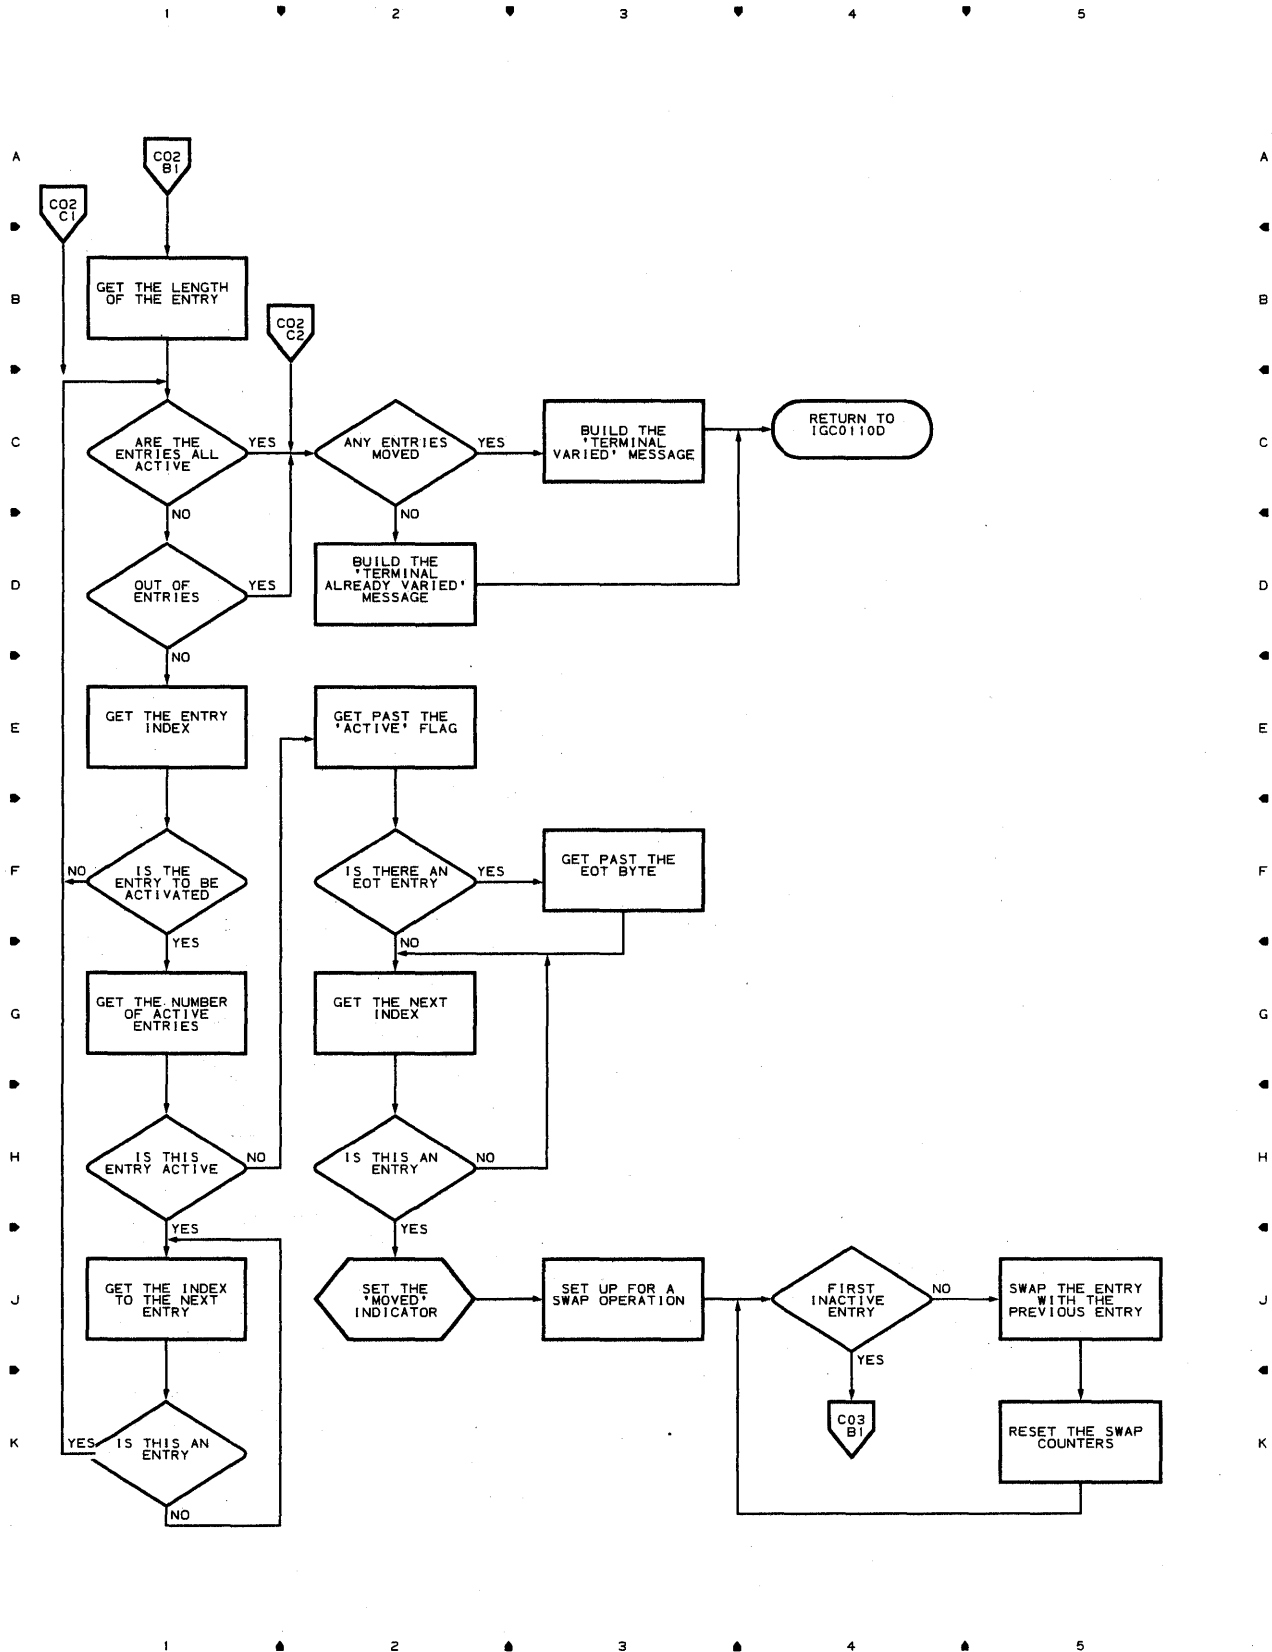 1 2 3 4 5
A A
C02
B1
C02
C1
GET THE LENGTH
OF THE ENTRY
B B
C02
C2
ARE THE
ENTRIES ALL
ACTIVE
YES
ANY ENTRIES
MOVED
YES
BUILD THE
'TERMINAL
VARIED' MESSAGE
RETURN TO
IGC0110D
C C
NO
NO
OUT OF
ENTRIES
YES
BUILD THE
'TERMINAL
ALREADY VARIED'
MESSAGE
D D
NO
GET THE ENTRY
INDEX
GET PAST THE
'ACTIVE' FLAG
E E
NO
IS THE
ENTRY TO BE
ACTIVATED
IS THERE AN
EOT ENTRY
YES
GET PAST THE
EOT BYTE
F F
YES
NO
GET THE NUMBER
OF ACTIVE
ENTRIES
GET THE NEXT
INDEX
G G
IS THIS
ENTRY ACTIVE
NO
IS THIS AN
ENTRY
NO
H H
YES
YES
GET THE INDEX
TO THE NEXT
ENTRY
SET THE
'MOVED'
INDICATOR
SET UP FOR A
SWAP OPERATION
FIRST
INACTIVE
ENTRY
NO
SWAP THE ENTRY
WITH THE
PREVIOUS ENTRY
J J
YES
YES
IS THIS AN
ENTRY
C03
B1
RESET THE SWAP
COUNTERS
K K
NO
1 2 3 4 5